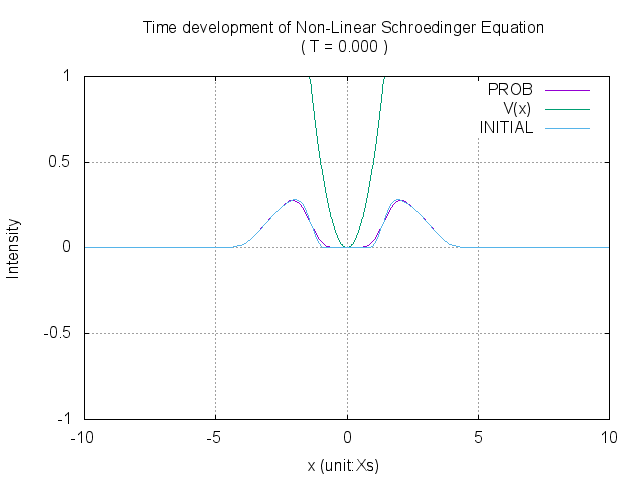 Time development of Non-Linear Schroedinger Equation
( T = 0.000 )
1
PROB
V(x)
INITIAL
0.5
Intensity
0
-0.5
-1
-10 -5 0 5 10
x (unit:Xs)